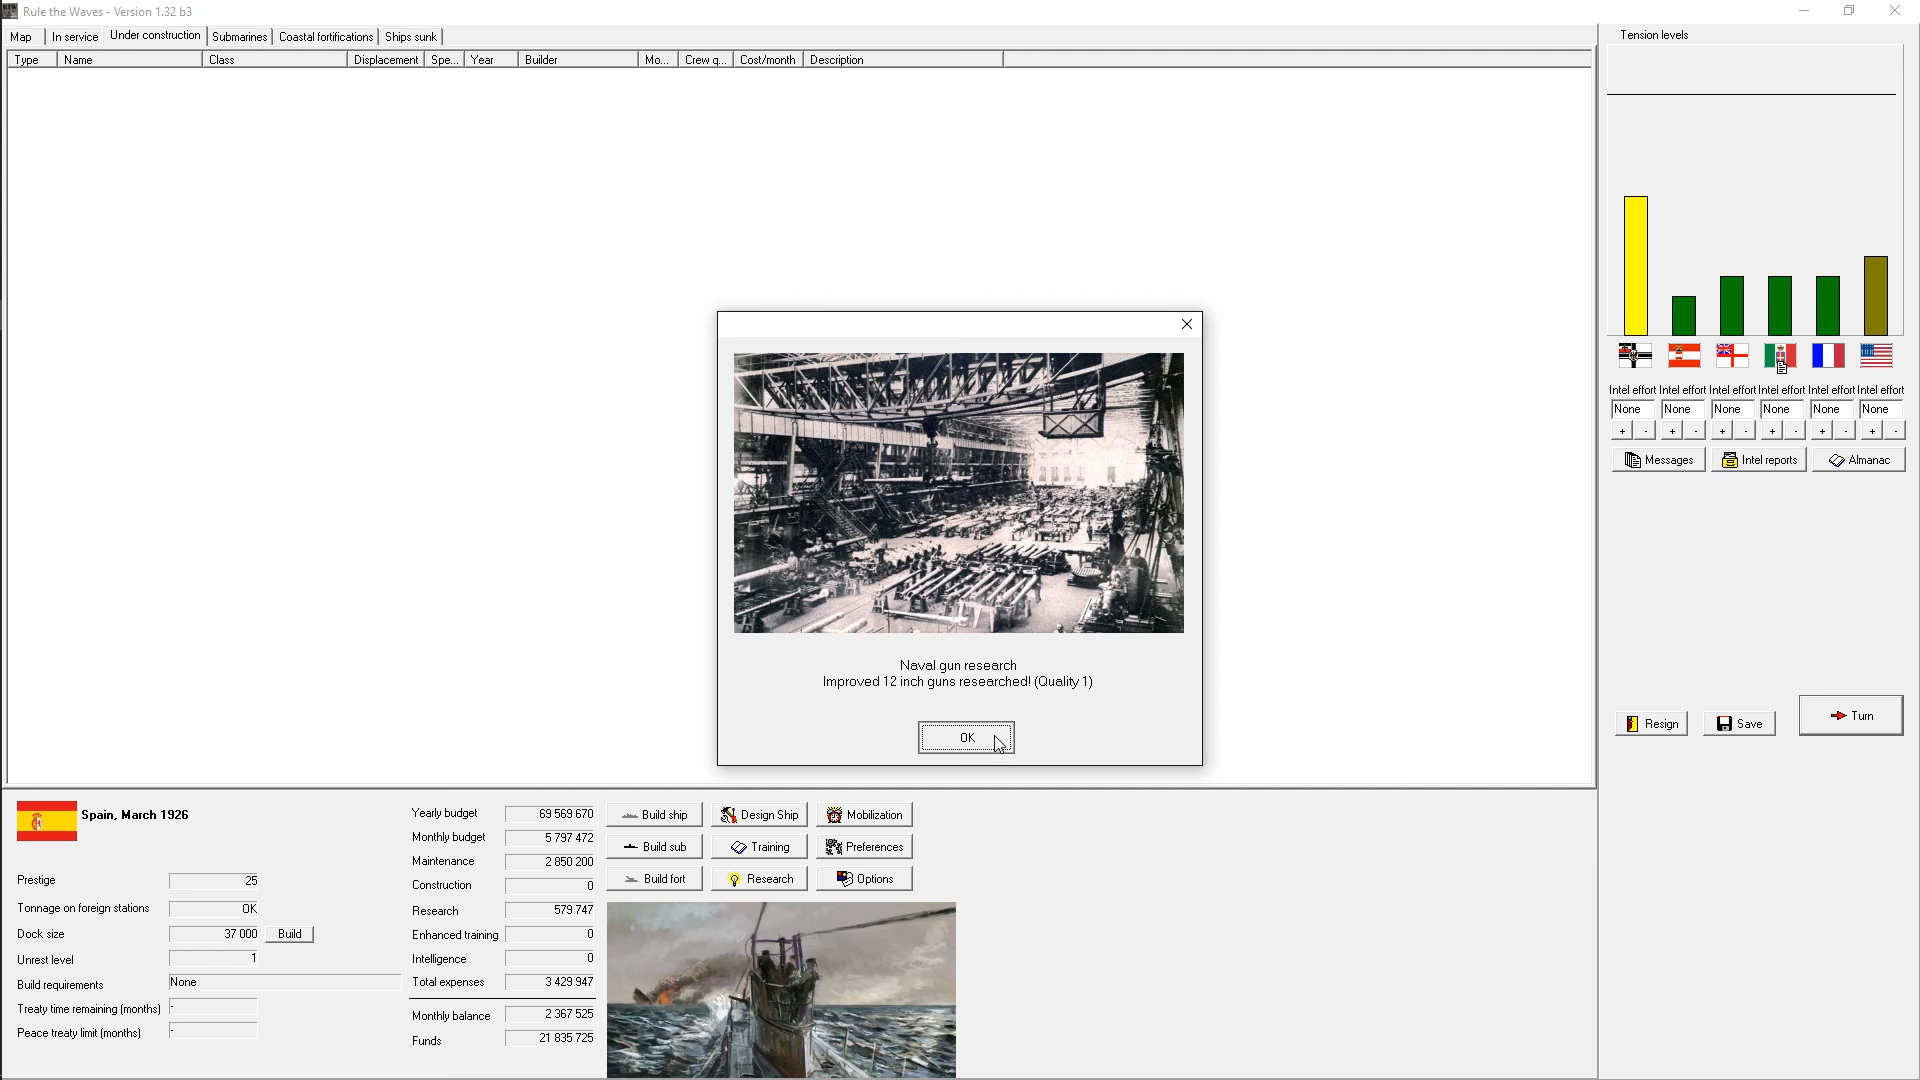 Rule the Waves - Version 1.32 b3
Map In service Under construction Submarines Coastal fortifications Ships sunk
Type Name Class Displacement Spe... Year Builder Mo... Crew q... Cost/month Description
Tension levels
Intel effort Intel effort Intel effort Intel effort Intel effort Intel effort
None None None None None None
+ - + - + - + - + - + -
Messages Intel reports Almanac
Naval gun research
Improved 12 inch guns researched! (Quality 1)
OK
Resign Save Turn
Spain, March 1926
Prestige 25
Tonnage on foreign stations OK
Dock size 37 000 Build
Unrest level 1
Build requirements None
Treaty time remaining (months) -
Peace treaty limit (months) -
Yearly budget 69 569 670
Monthly budget 5 797 472
Maintenance 2 850 200
Construction 0
Research 579 747
Enhanced training 0
Intelligence 0
Total expenses 3 429 947
Monthly balance 2 367 525
Funds 21 835 725
Build ship Design Ship Mobilization
Build sub Training Preferences
Build fort Research Options